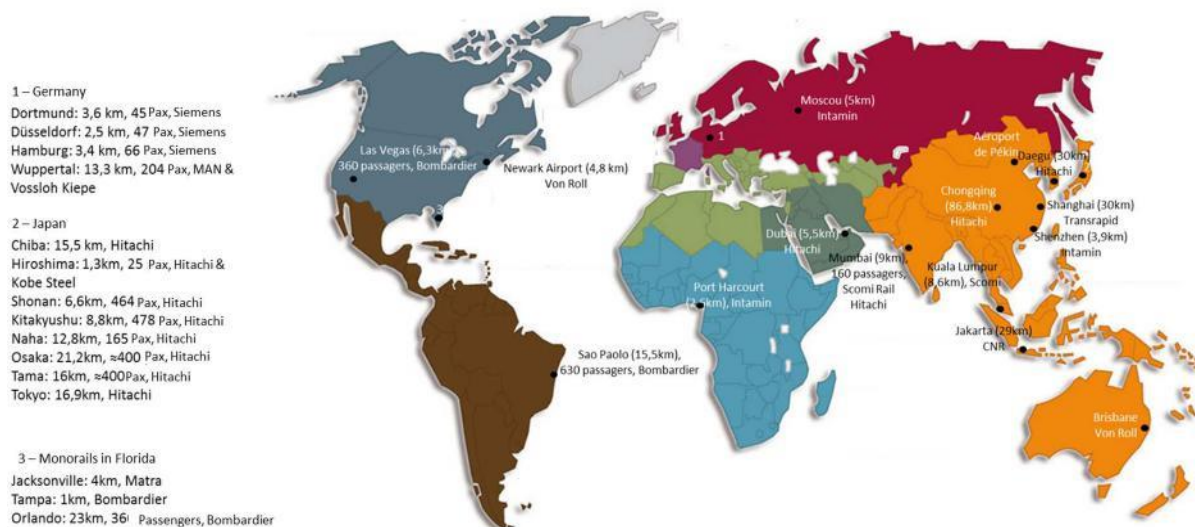 1 – Germany
Dortmund: 3,6 km, 45 Pax, Siemens
Düsseldorf: 2,5 km, 47 Pax, Siemens
Hamburg: 3,4 km, 66 Pax, Siemens
Wuppertal: 13,3 km, 204 Pax, MAN &
Vossloh Kiepe
2 – Japan
Chiba: 15,5 km, Hitachi
Hiroshima: 1,3km, 25 Pax, Hitachi &
Kobe Steel
Shonan: 6,6km, 464 Pax, Hitachi
Kitakyushu: 8,8km, 478 Pax, Hitachi
Naha: 12,8km, 165 Pax, Hitachi
Osaka: 21,2km, ≈400 Pax, Hitachi
Tama: 16km, ≈400Pax, Hitachi
Tokyo: 16,9km, Hitachi
3 – Monorails in Florida
Jacksonville: 4km, Matra
Tampa: 1km, Bombardier
Orlando: 23km, Passengers, Bombardier
Las Vegas (6,3km)
360 passagers, Bombardier
Newark Airport (4,8 km)
Von Roll
3
Sao Paolo (15,5km),
630 passagers, Bombardier
Moscou (5km)
Intamin
1
Aéroport
de Pékin
Daegu (30km)
Hitachi
Chongqing
(86,8km)
Hitachi
Shanghai (30km)
Transrapid
Shenzhen (3,9km)
Intamin
Dubai (5,5km)
Hitachi
Mumbai (9km),
160 passagers,
Scomi Rail
Hitachi
Kuala Lumpur
(8,6km), Scomi
Port Harcourt
Intamin
Jakarta (29km)
CNR
Brisbane
Von Roll